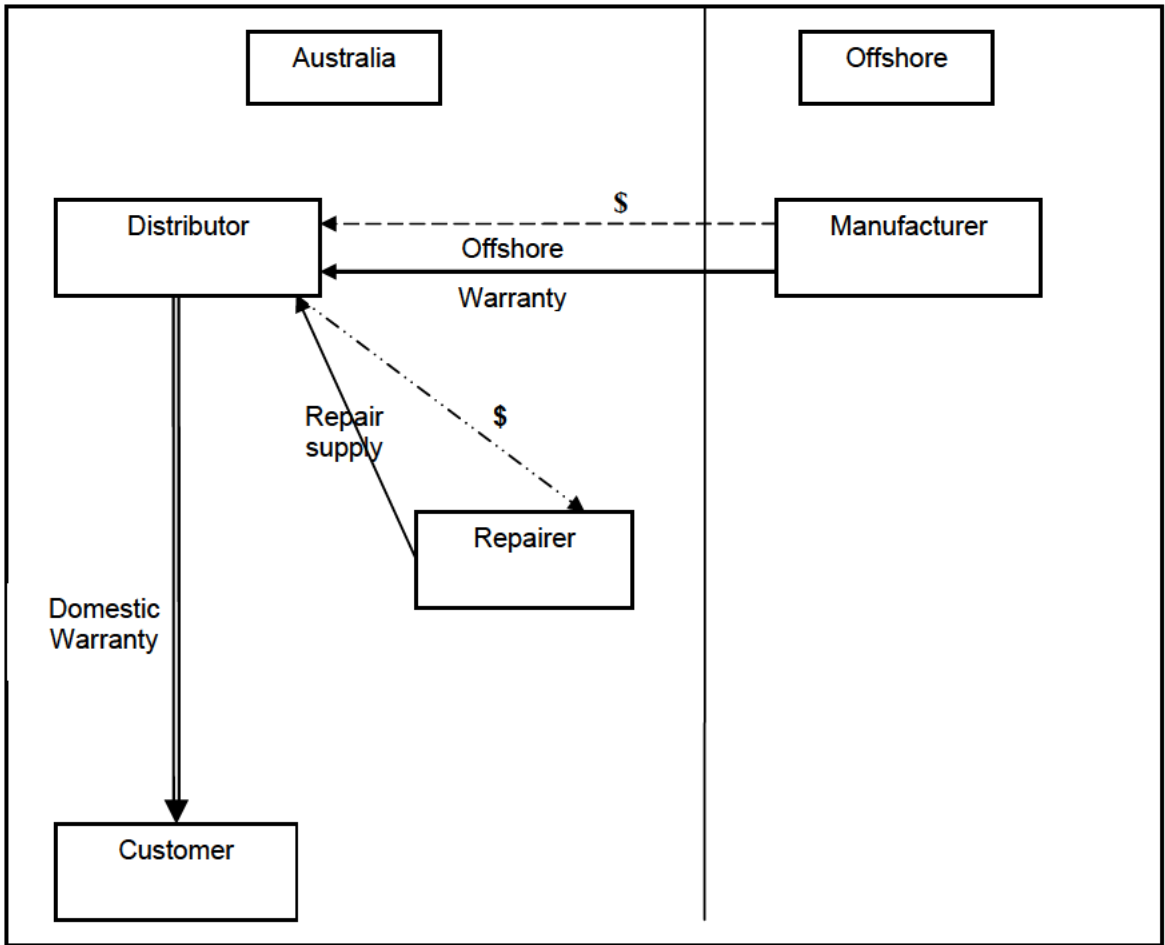 Australia
Offshore
$
Distributor
Manufacturer
Offshore
Warranty
Repair
supply
$
Repairer
Domestic
Warranty
Customer